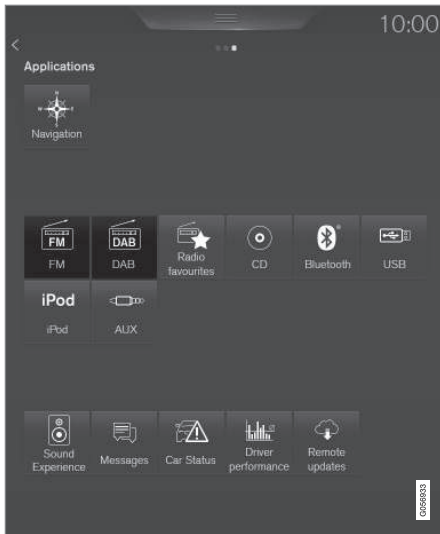 10:00
Applications
N
W E
S
Navigation
FM
DAB
FM
DAB
Radio
favourites
CD
Bluetooth
USB
iPod
iPod
AUX
Sound
Experience
Messages
Car Status
Driver
performance
Remote
updates
G056933